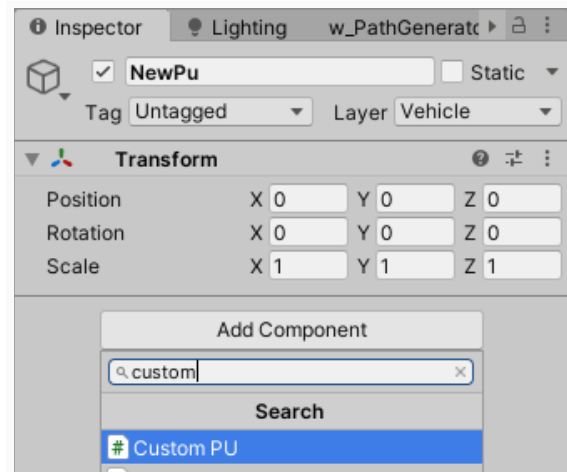 Inspector Lighting w_PathGeneratc
NewPu Static
Tag Untagged Layer Vehicle
Transform
Position X 0 Y 0 Z 0
Rotation X 0 Y 0 Z 0
Scale X 1 Y 1 Z 1
Add Component
custom
Search
# Custom PU